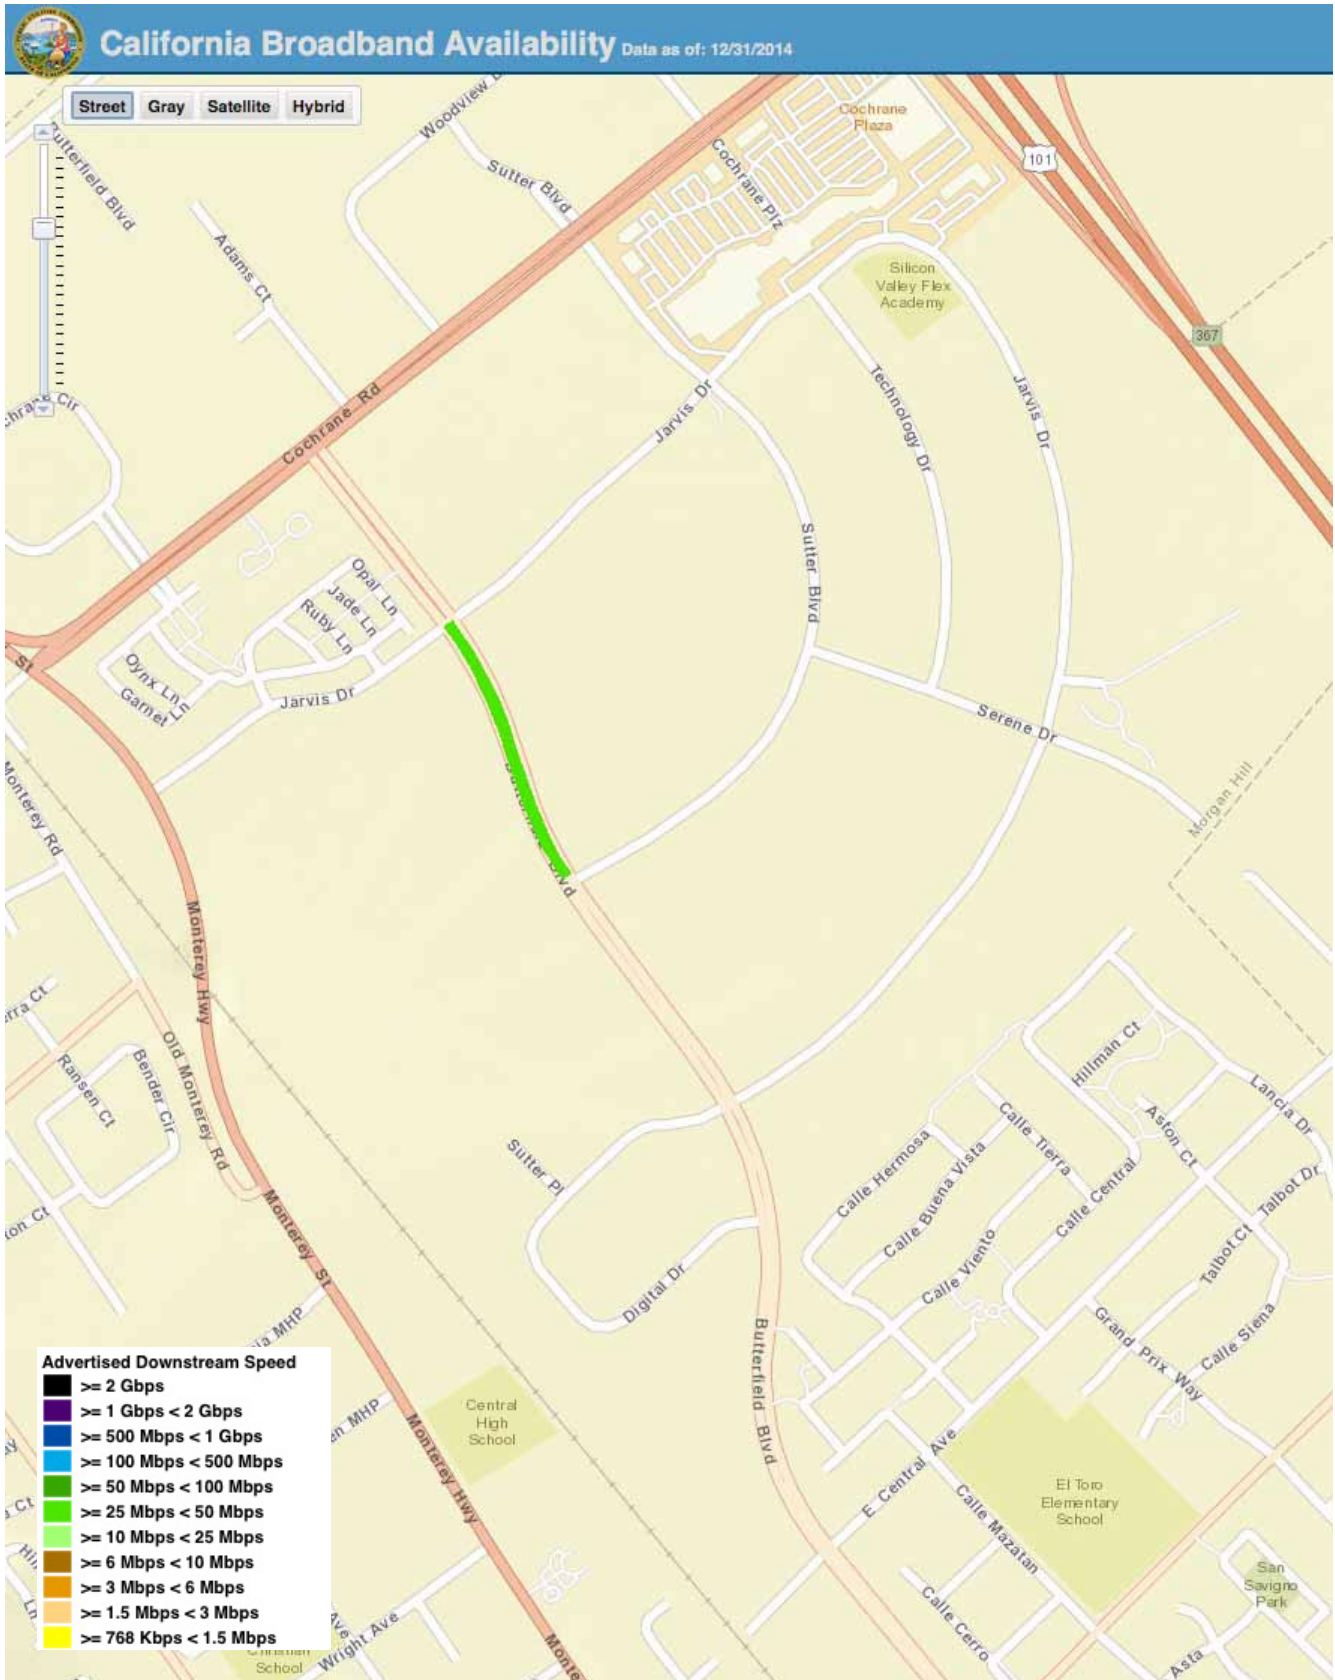 California Broadband Availability Data as of: 12/31/2014
Street Gray Satellite Hybrid
Woodview
Cochrane
Plaza
101
Butterfield Blvd
Sutter Blvd
Cochrane Plz
Adams Ct
Silicon
Valley Flex
Academy
367
Cochrane Rd
Jarvis Dr
Technology Dr
Jarvis Dr
Sutter Blvd
Opal Ln
Jade Ln
Ruby Ln
St
Oynx Ln
Garnet Ln
Jarvis Dr
Serene Dr
Monterey Rd
Morgan Hill
Blvd
Monterey Hwy
Old Monterey Rd
Ransen Ct
Bender Cir
Hillman Ct
Lancia Dr
Aston Ct
Calle Tierra
Calle Hermosa
Calle Buena Vista
Calle Central
Sutter Pl
Talbot Dr
Talbot Ct
Monterey St
Calle Viento
Digital Dr
Calle Siena
Grand Prix Way
Butterfield Blvd
MHP
Central
High
School
MHP
Monterey Hwy
E Central Ave
El Toro
Elementary
School
Calle Mazatan
San
Savigno
Park
Calle Cerro
Asta
Ave
Wright Ave
School
Advertised Downstream Speed
>= 2 Gbps
>= 1 Gbps < 2 Gbps
>= 500 Mbps < 1 Gbps
>= 100 Mbps < 500 Mbps
>= 50 Mbps < 100 Mbps
>= 25 Mbps < 50 Mbps
>= 10 Mbps < 25 Mbps
>= 6 Mbps < 10 Mbps
>= 3 Mbps < 6 Mbps
>= 1.5 Mbps < 3 Mbps
>= 768 Kbps < 1.5 Mbps